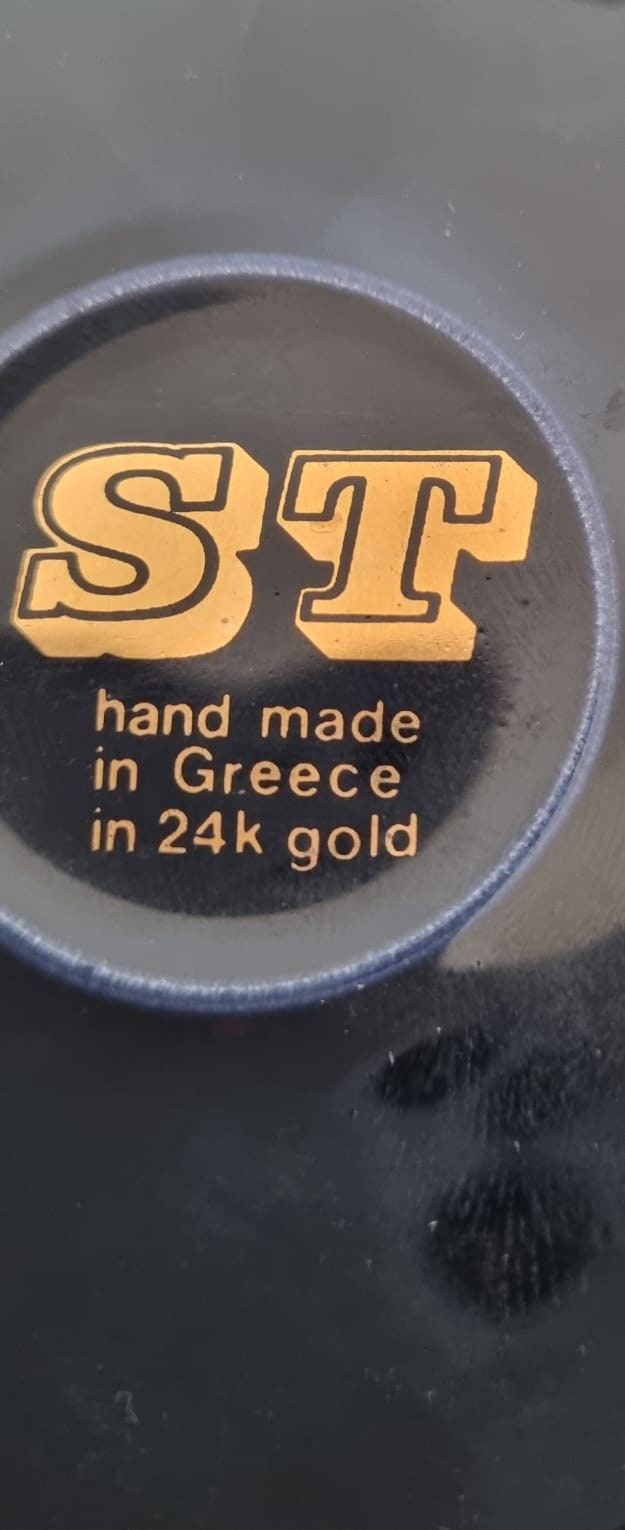 ST
hand made
in Greece
in 24k gold